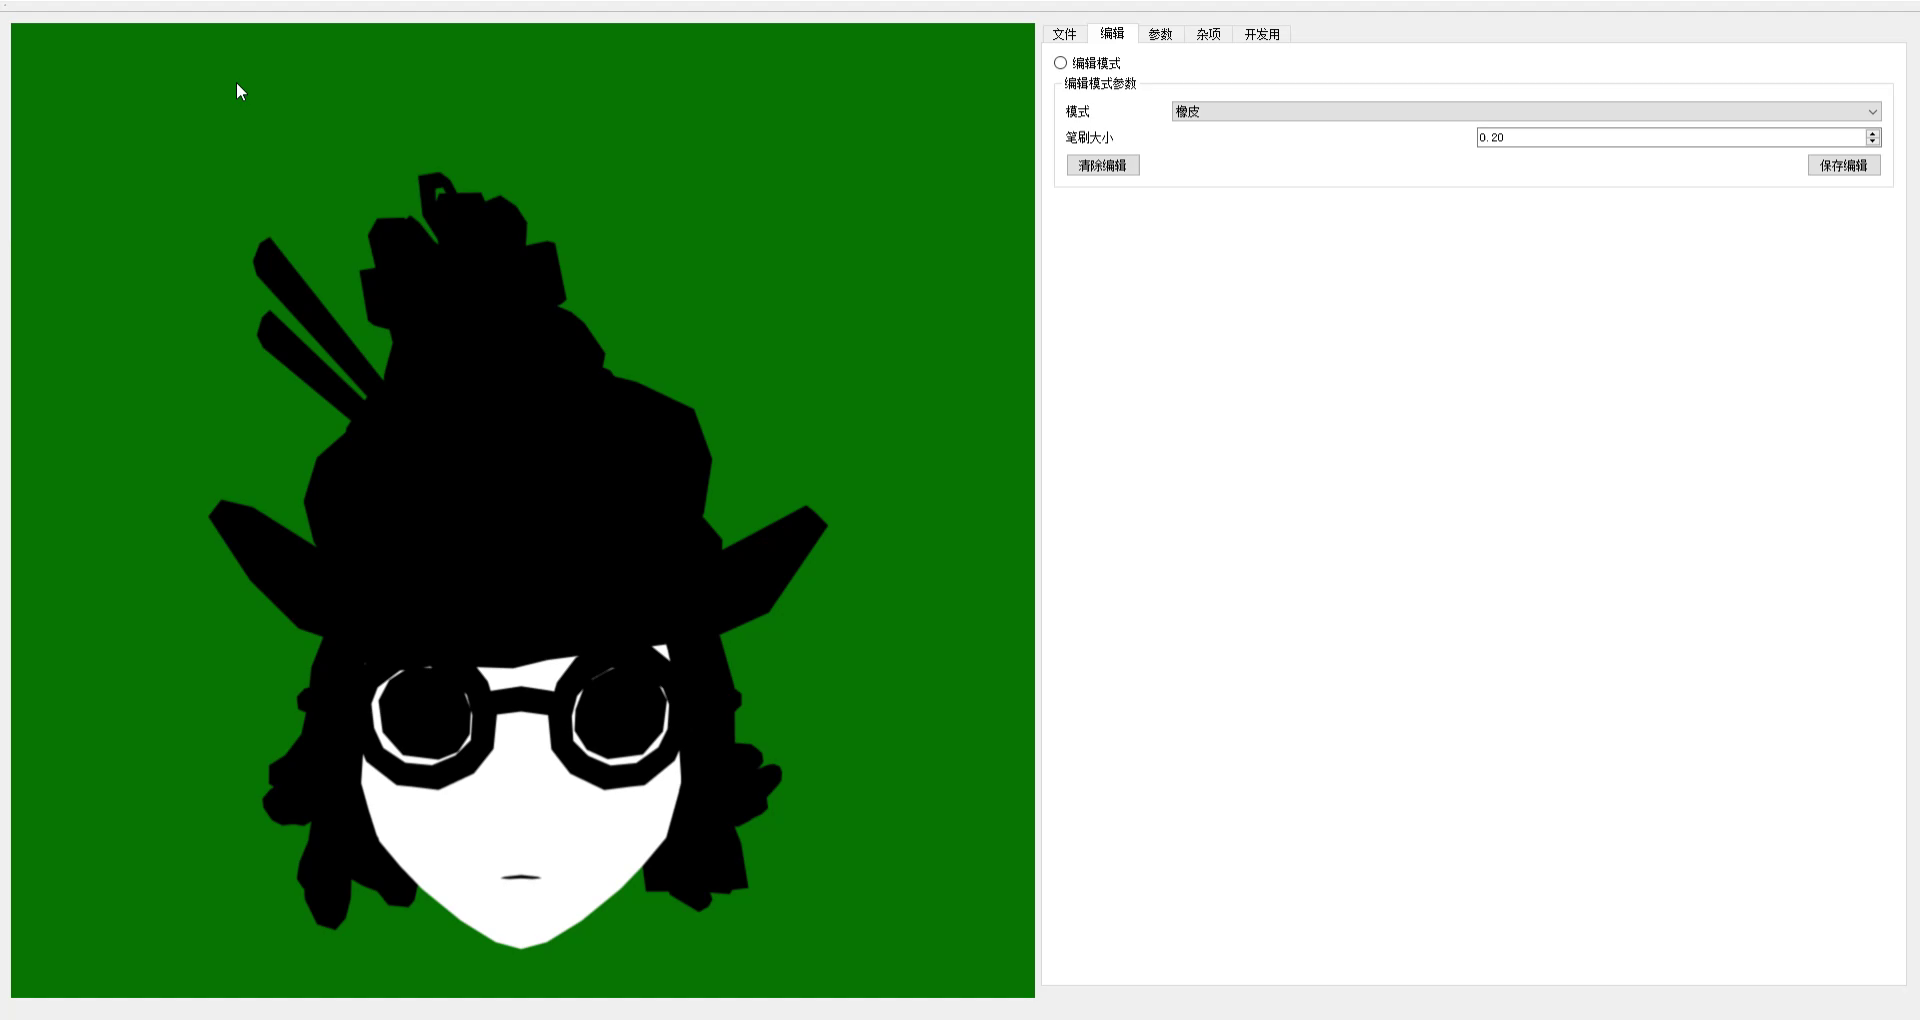 文件 编辑 参数 杂项 开发用
编辑模式
编辑模式参数
模式 橡皮
笔刷大小 0.20
清除编辑 保存编辑